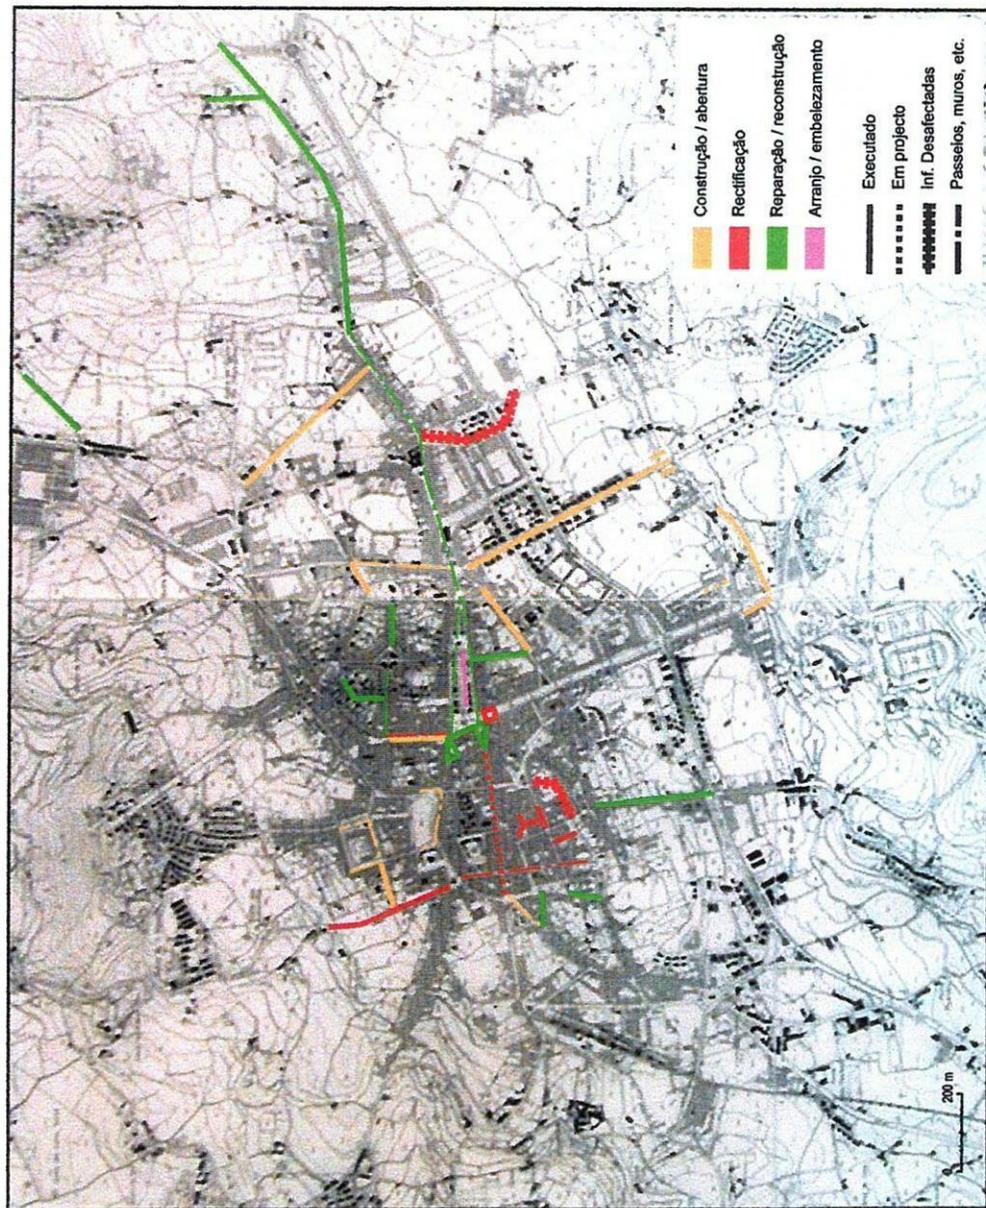 Construção / abertura
Rectificação
Reparação / reconstrução
Arranjo / embelezamento
Executado
Em projecto
Inf. Desafectadas
Passeios, muros, etc.
0 200 m